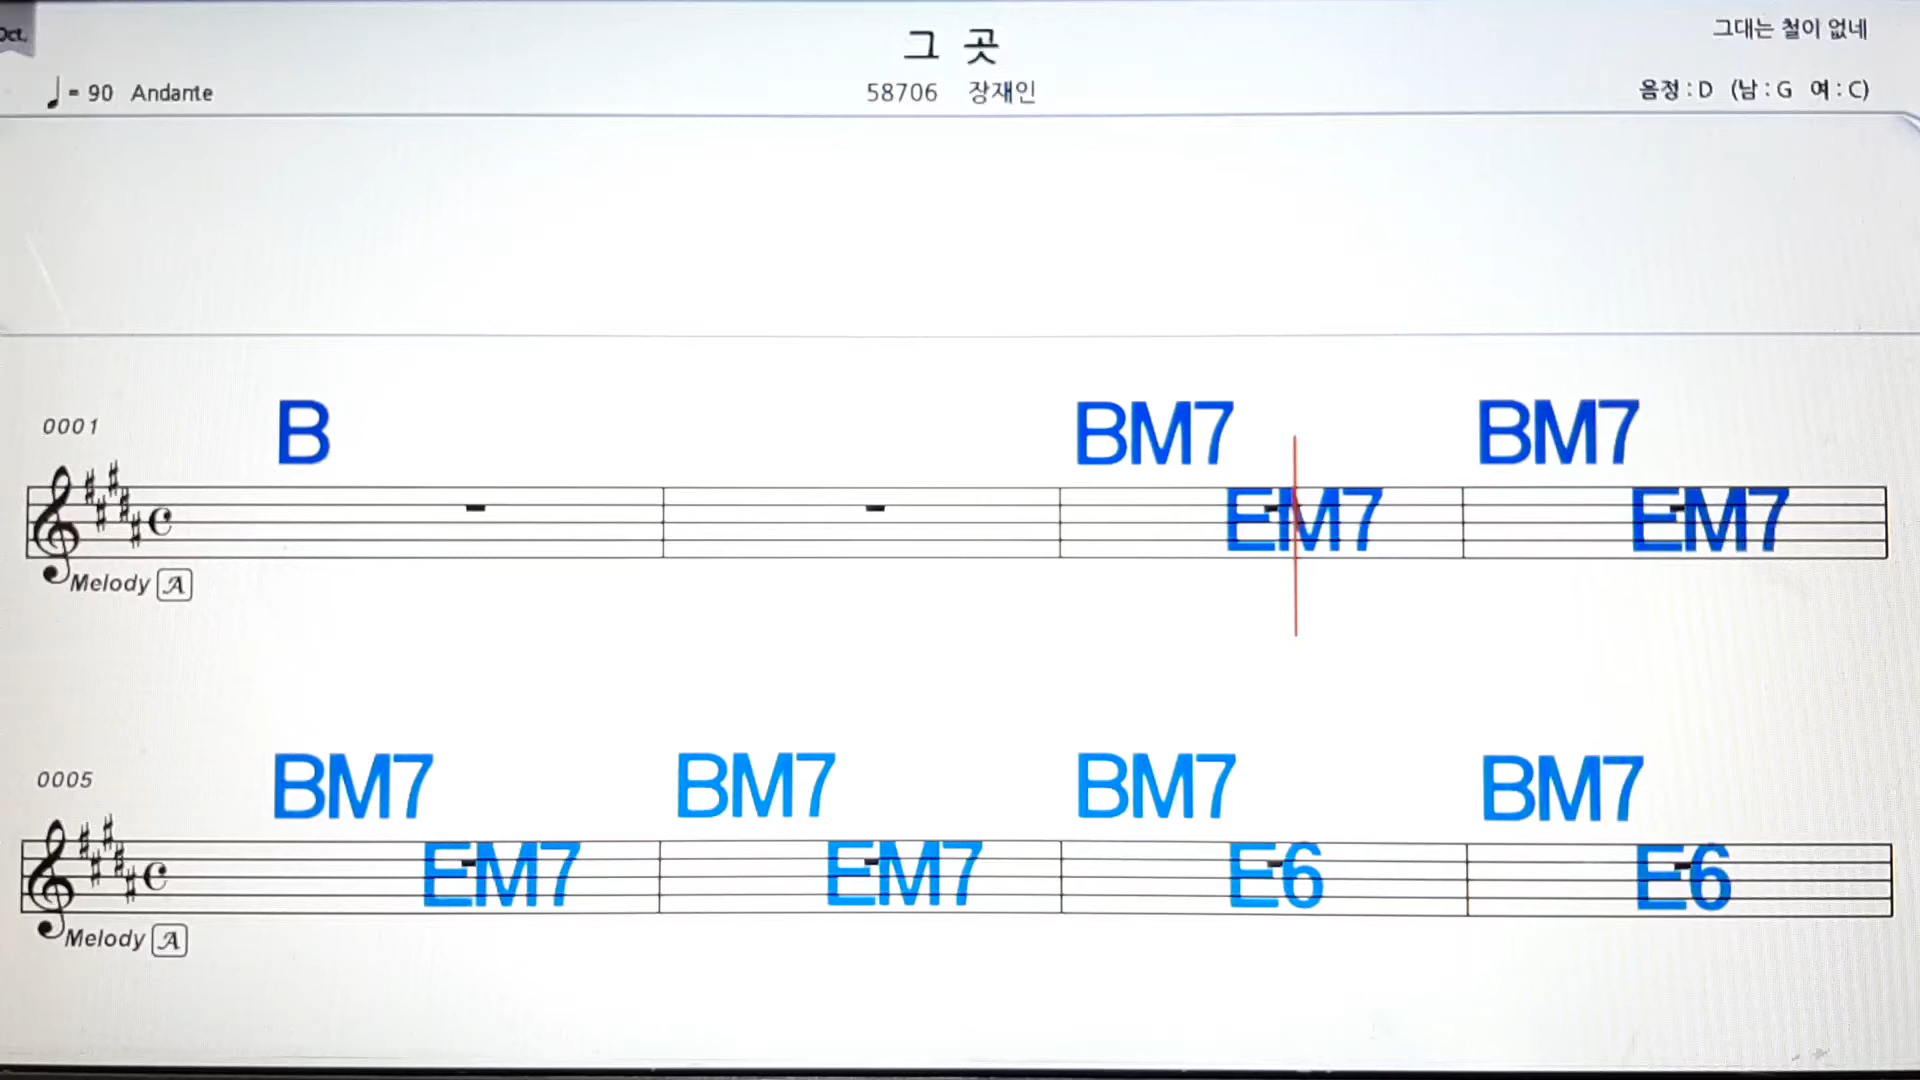 Oct.
그 곳
그대는 철이 없네
♩ = 90 Andante
58706 장재인
음정 : D (남 : G 여 : C)
0001
B BM7 BM7
EM7 EM7
Melody A
0005
BM7 BM7 BM7 BM7
EM7 EM7 E6 E6
Melody A